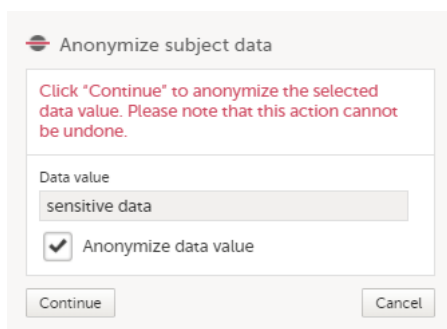 Anonymize subject data
Click "Continue" to anonymize the selected
data value. Please note that this action cannot
be undone.
Data value
sensitive data
Anonymize data value
Continue
Cancel